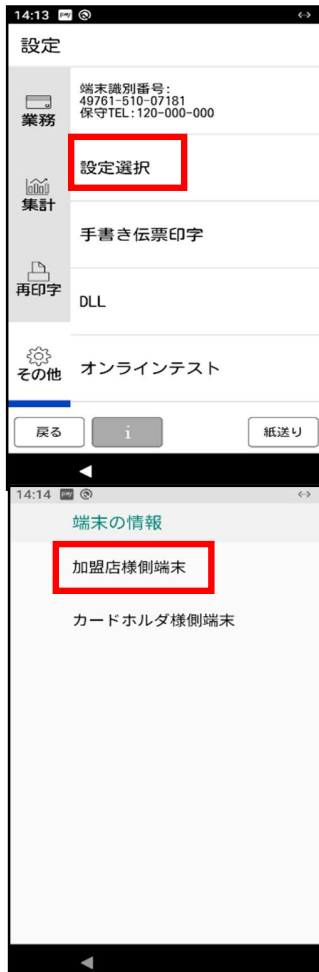 14:13 pay
設定
業務
集計
再印字
その他
端末識別番号:
49761-510-07181
保守TEL:120-000-000
設定選択
手書き伝票印字
DLL
オンラインテスト
戻る
i
紙送り
14:14 pay
端末の情報
加盟店様側端末
カードホルダ様側端末